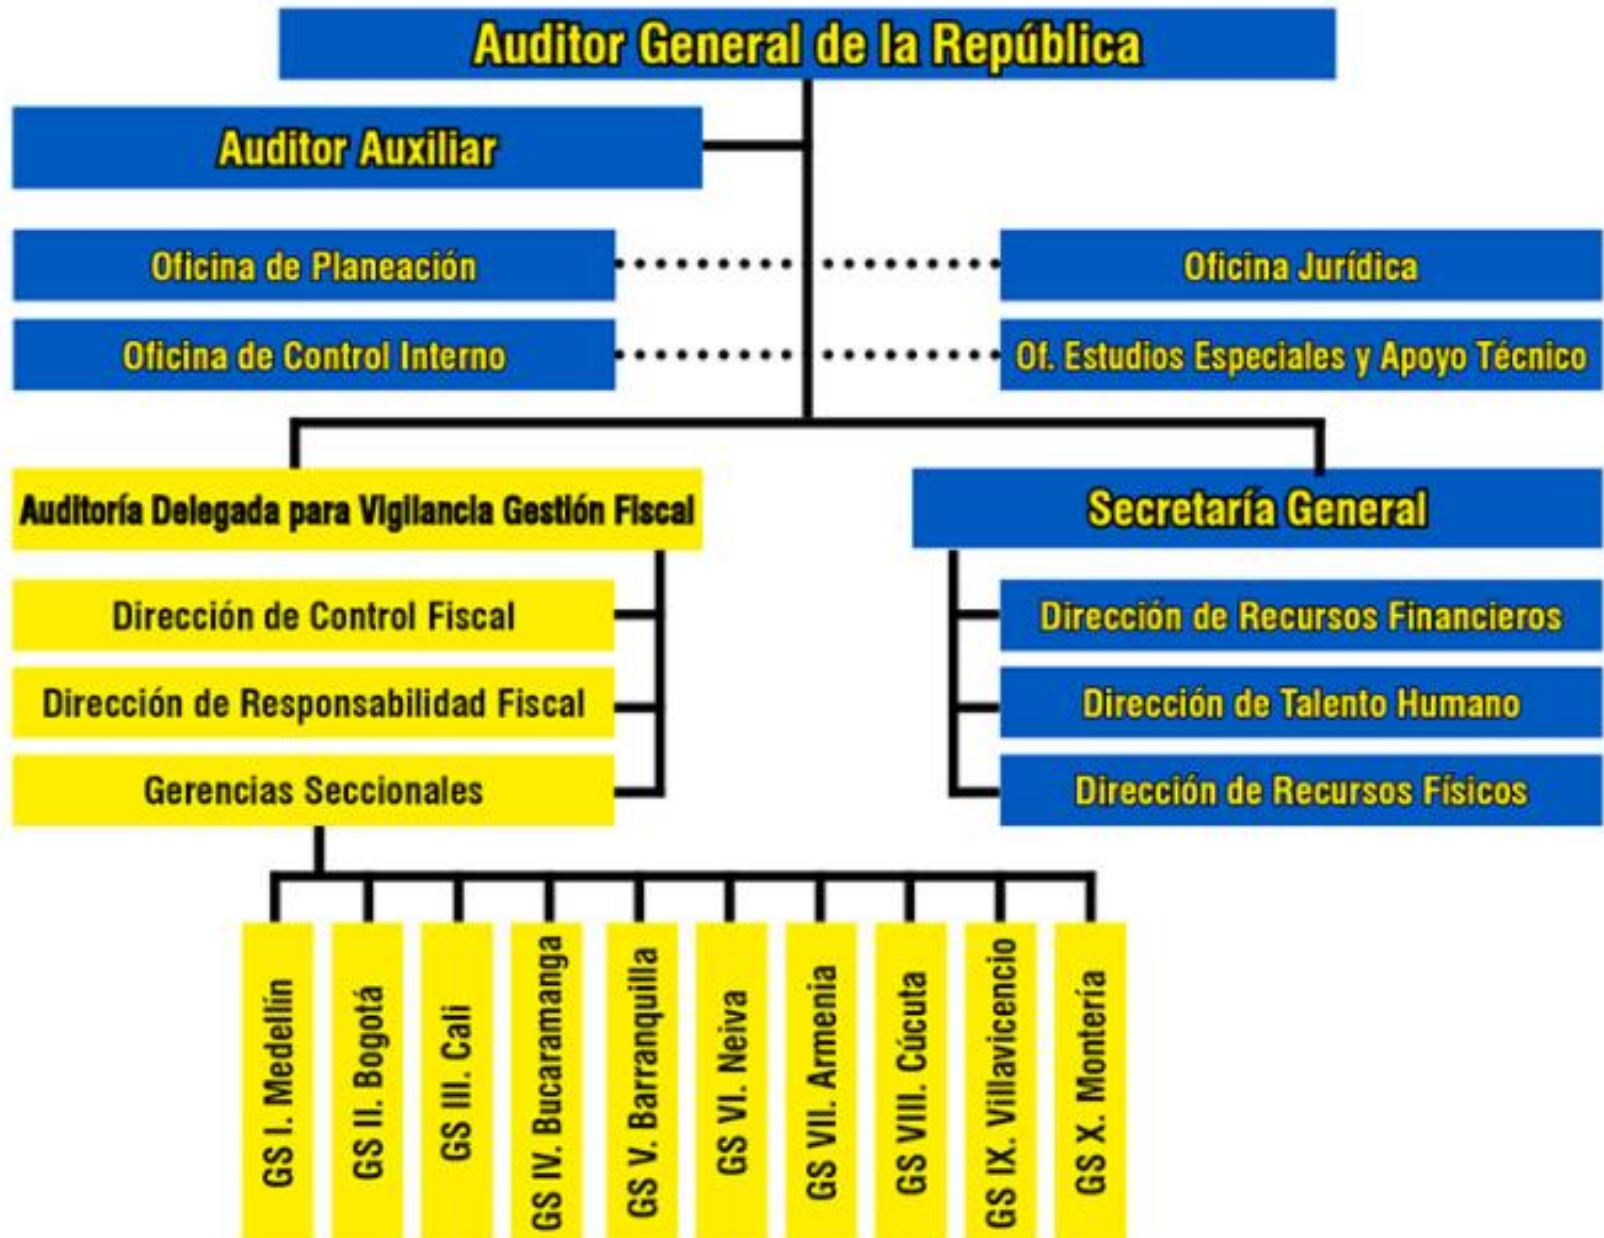 Auditor General de la República
Auditor Auxiliar
Oficina de Planeación
Oficina Jurídica
Oficina de Control Interno
Of. Estudios Especiales y Apoyo Técnico
Auditoría Delegada para Vigilancia Gestión Fiscal
Secretaría General
Dirección de Control Fiscal
Dirección de Recursos Financieros
Dirección de Responsabilidad Fiscal
Dirección de Talento Humano
Gerencias Seccionales
Dirección de Recursos Físicos
GS I. Medellín
GS II. Bogotá
GS III. Cali
GS IV. Bucaramanga
GS V. Barranquilla
GS VI. Neiva
GS VII. Armenia
GS VIII. Cúcuta
GS IX. Villavicencio
GS X. Montería